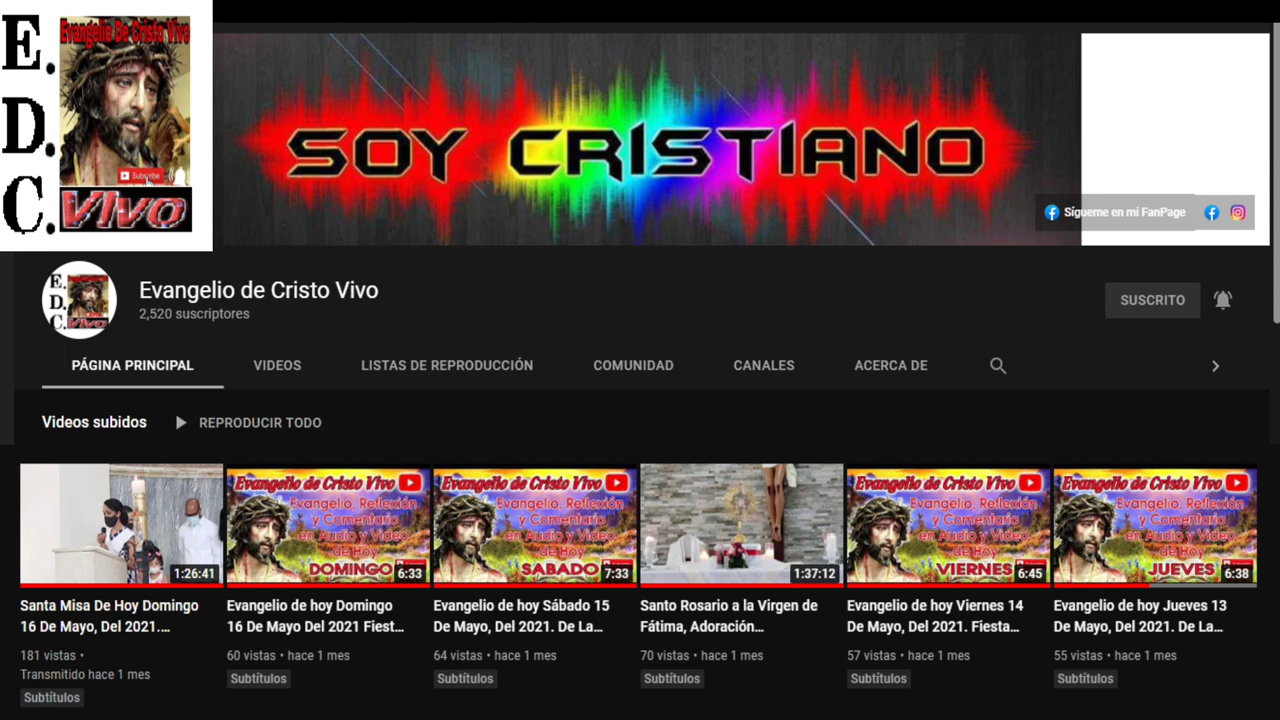 E.
D.
C.
Evangelio De Cristo Vivo
Subscribe
Vivo
SOY CRISTIANO
Sígueme en mi FanPage
E.
D.
C.
Vivo
Evangelio de Cristo Vivo
2,520 suscriptores
SUSCRITO
PÁGINA PRINCIPAL
VIDEOS
LISTAS DE REPRODUCCIÓN
COMUNIDAD
CANALES
ACERCA DE
Videos subidos
REPRODUCIR TODO
1:26:41
Santa Misa De Hoy Domingo
16 De Mayo, Del 2021....
181 vistas •
Transmitido hace 1 mes
Subtítulos
Evangelio de Cristo Vivo
Evangelio, Reflexión
y Comentario
en Audio y Video
de Hoy
DOMINGO
6:33
Evangelio de hoy Domingo
16 De Mayo Del 2021 Fiest...
60 vistas • hace 1 mes
Subtítulos
Evangelio de Cristo Vivo
Evangelio, Reflexión
y Comentario
en Audio y Video
de Hoy
SABADO
7:33
Evangelio de hoy Sábado 15
De Mayo, Del 2021. De La...
64 vistas • hace 1 mes
Subtítulos
1:37:12
Santo Rosario a la Virgen de
Fátima, Adoración...
70 vistas • hace 1 mes
Subtítulos
Evangelio de Cristo Vivo
Evangelio, Reflexión
y Comentario
en Audio y Video
de Hoy
VIERNES
6:45
Evangelio de hoy Viernes 14
De Mayo, Del 2021. Fiesta...
57 vistas • hace 1 mes
Subtítulos
Evangelio de Cristo Vivo
Evangelio, Reflexión
y Comentario
en Audio y Video
de Hoy
JUEVES
6:38
Evangelio de hoy Jueves 13
De Mayo, Del 2021. De La...
55 vistas • hace 1 mes
Subtítulos